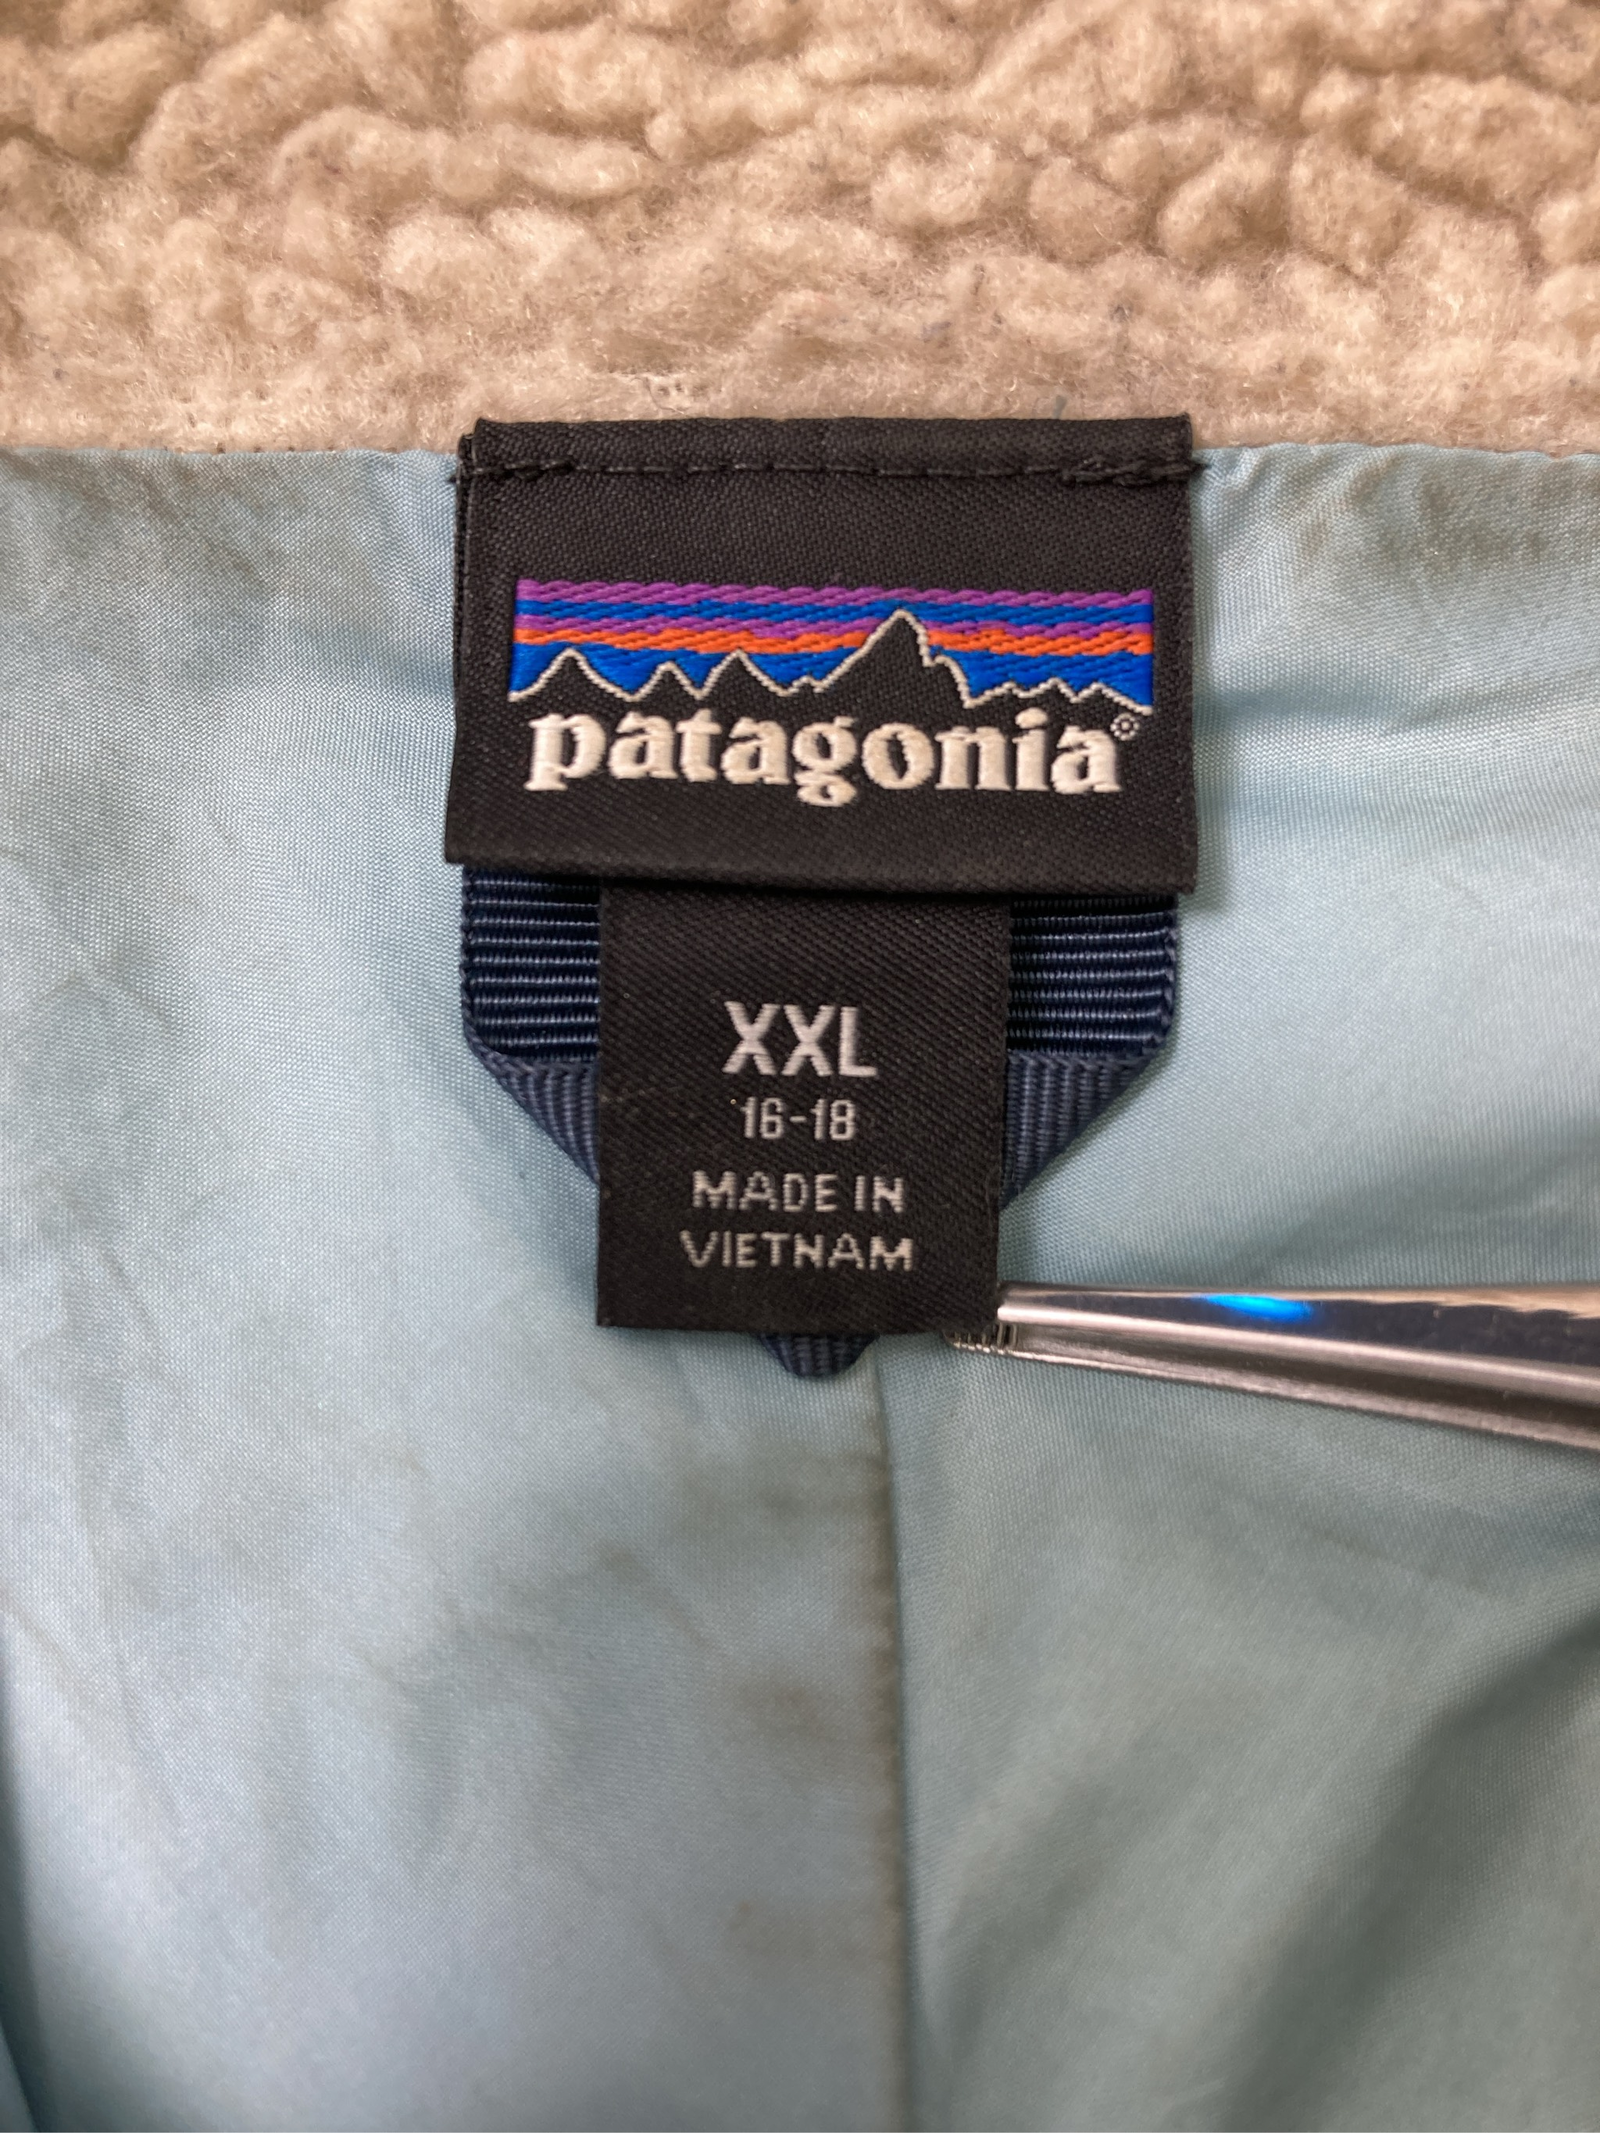 patagonia®
XXL
16-18
MADE IN
VIETNAM